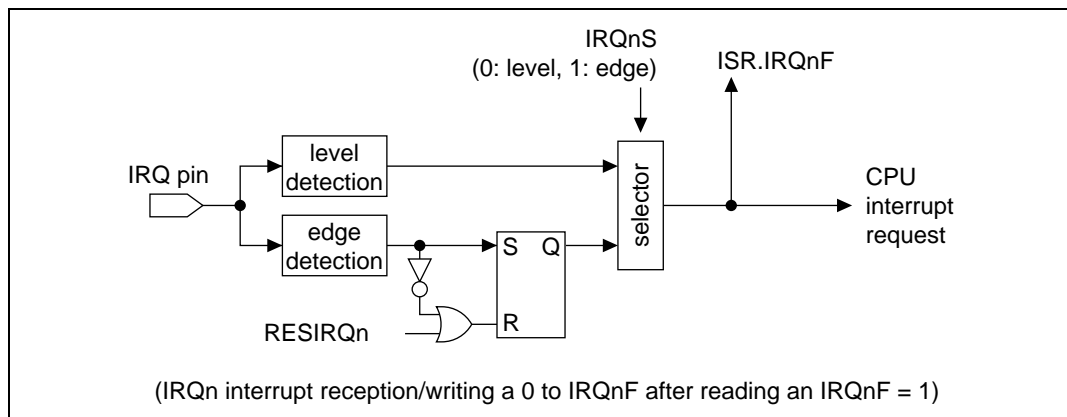 IRQnS
(0: level, 1: edge)
ISR.IRQnF
level
detection
IRQ pin
selector
CPU
interrupt
request
edge
detection
S Q
R
RESIRQn
(IRQn interrupt reception/writing a 0 to IRQnF after reading an IRQnF = 1)